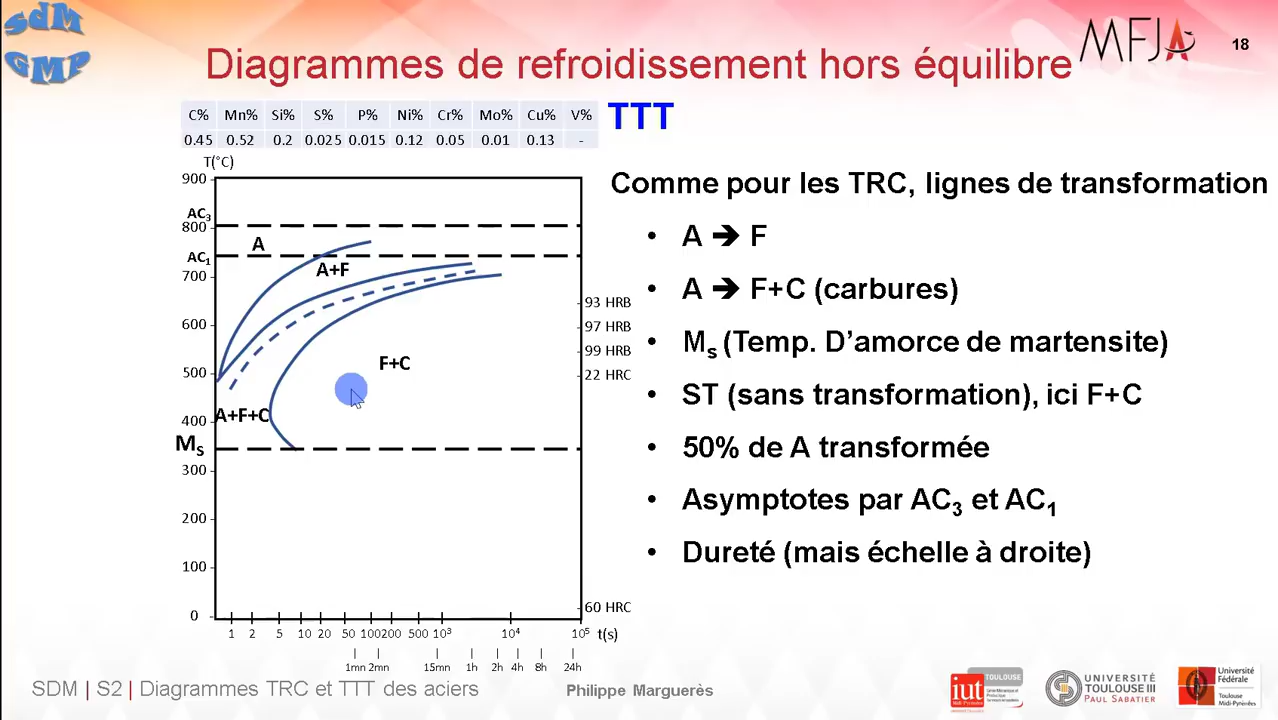 SdM
GMP
Diagrammes de refroidissement hors équilibre
MFJA
18
C% Mn% Si% S% P% Ni% Cr% Mo% Cu% V%
0.45 0.52 0.2 0.025 0.015 0.12 0.05 0.01 0.13 -
TTT
T(°C)
900
AC3
800
A
AC1
A+F
700
93 HRB
600
97 HRB
99 HRB
F+C
500
22 HRC
A+F+C
400
Ms
300
200
100
0
60 HRC
1 2 5 10 20 50 100 200 500 10³ 10⁴ 10⁵ t(s)
1mn 2mn 15mn 1h 2h 4h 8h 24h
Comme pour les TRC, lignes de transformation
• A ➔ F
• A ➔ F+C (carbures)
• Ms (Temp. D’amorce de martensite)
• ST (sans transformation), ici F+C
• 50% de A transformée
• Asymptotes par AC3 et AC1
• Dureté (mais échelle à droite)
SDM | S2 | Diagrammes TRC et TTT des aciers
Philippe Marguerès
iut
TOULOUSE
UNIVERSITÉ
TOULOUSE III
PAUL SABATIER
Université
Fédérale
Toulouse
Midi-Pyrénées